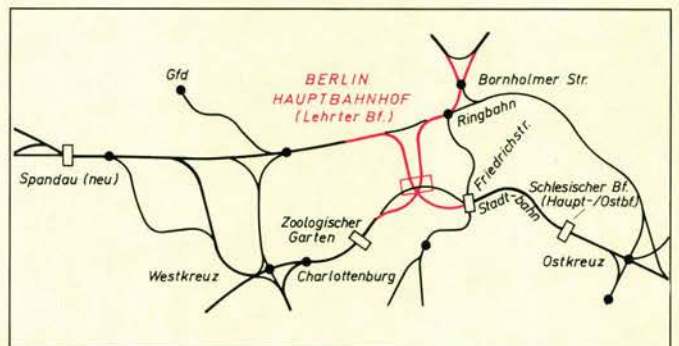 Gfd
BERLIN
HAUPTBAHNHOF
(Lehrter Bf.)
Bornholmer Str.
Ringbahn
Spandau (neu)
Friedrichstr.
Stadt-bahn
Schlesischer Bf.
(Haupt-/Ostbf.)
Zoologischer
Garten
Westkreuz
Charlottenburg
Ostkreuz